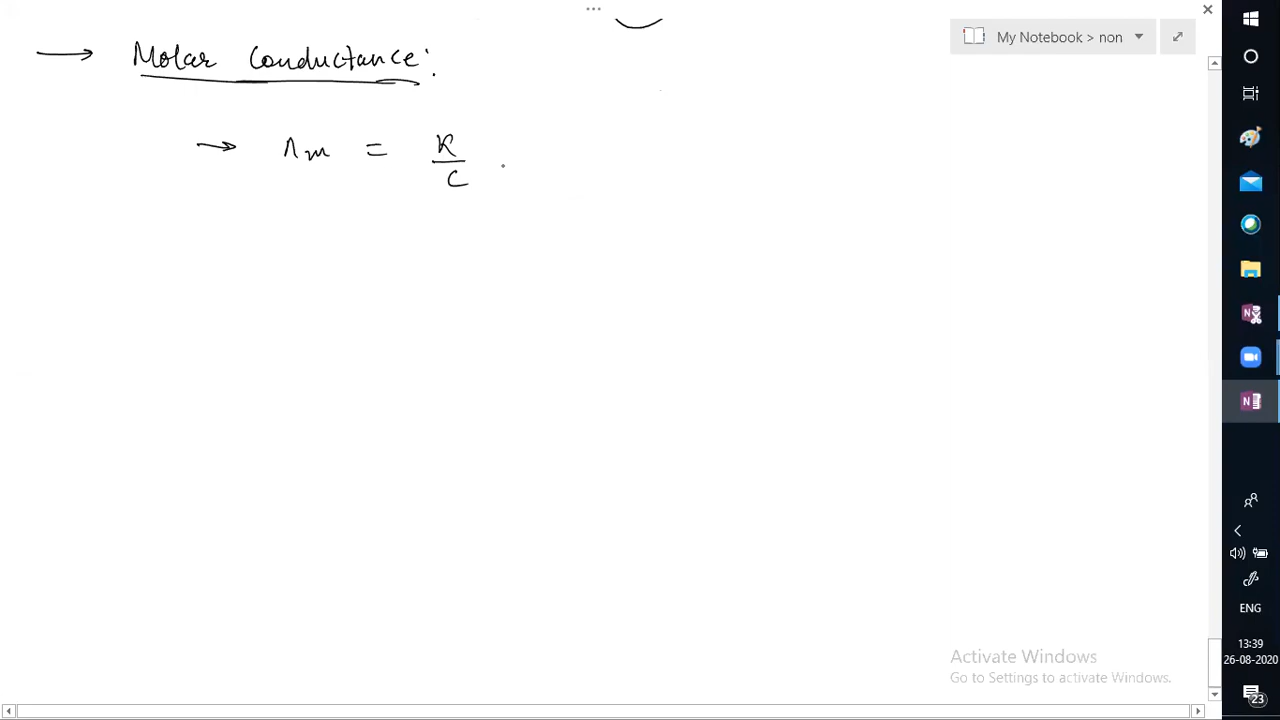 My Notebook > non
→ Molar Conductance:
→ Λm = K/C
ENG
13:39
26-08-2020
23
Activate Windows
Go to Settings to activate Windows.